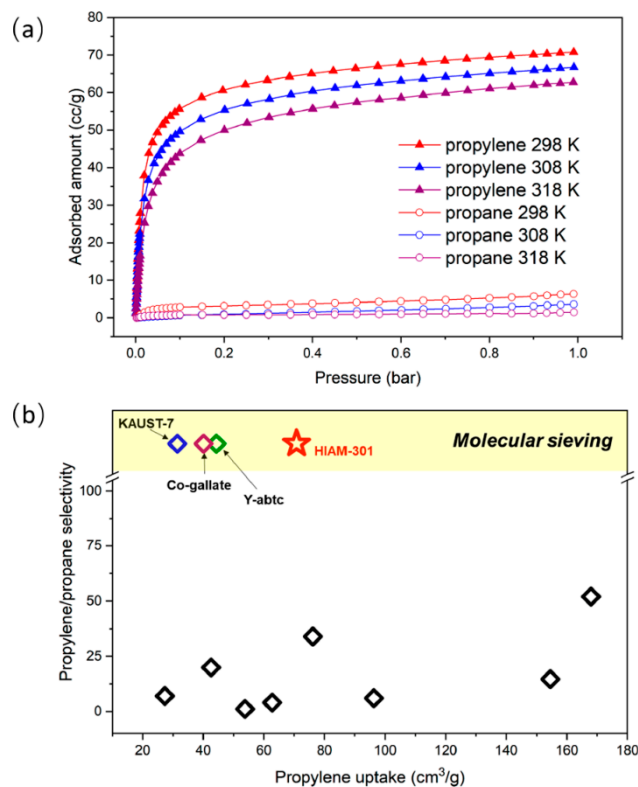 (a)
80
70
60
50
40
30
20
10
0
Adsorbed amount (cc/g)
propylene 298 K
propylene 308 K
propylene 318 K
propane 298 K
propane 308 K
propane 318 K
0.0 0.2 0.4 0.6 0.8 1.0
Pressure (bar)
(b)
KAUST-7
Co-gallate
Y-abtc
HIAM-301
Molecular sieving
100
75
50
25
0
Propylene/propane selectivity
20 40 60 80 100 120 140 160 180
Propylene uptake (cm³/g)